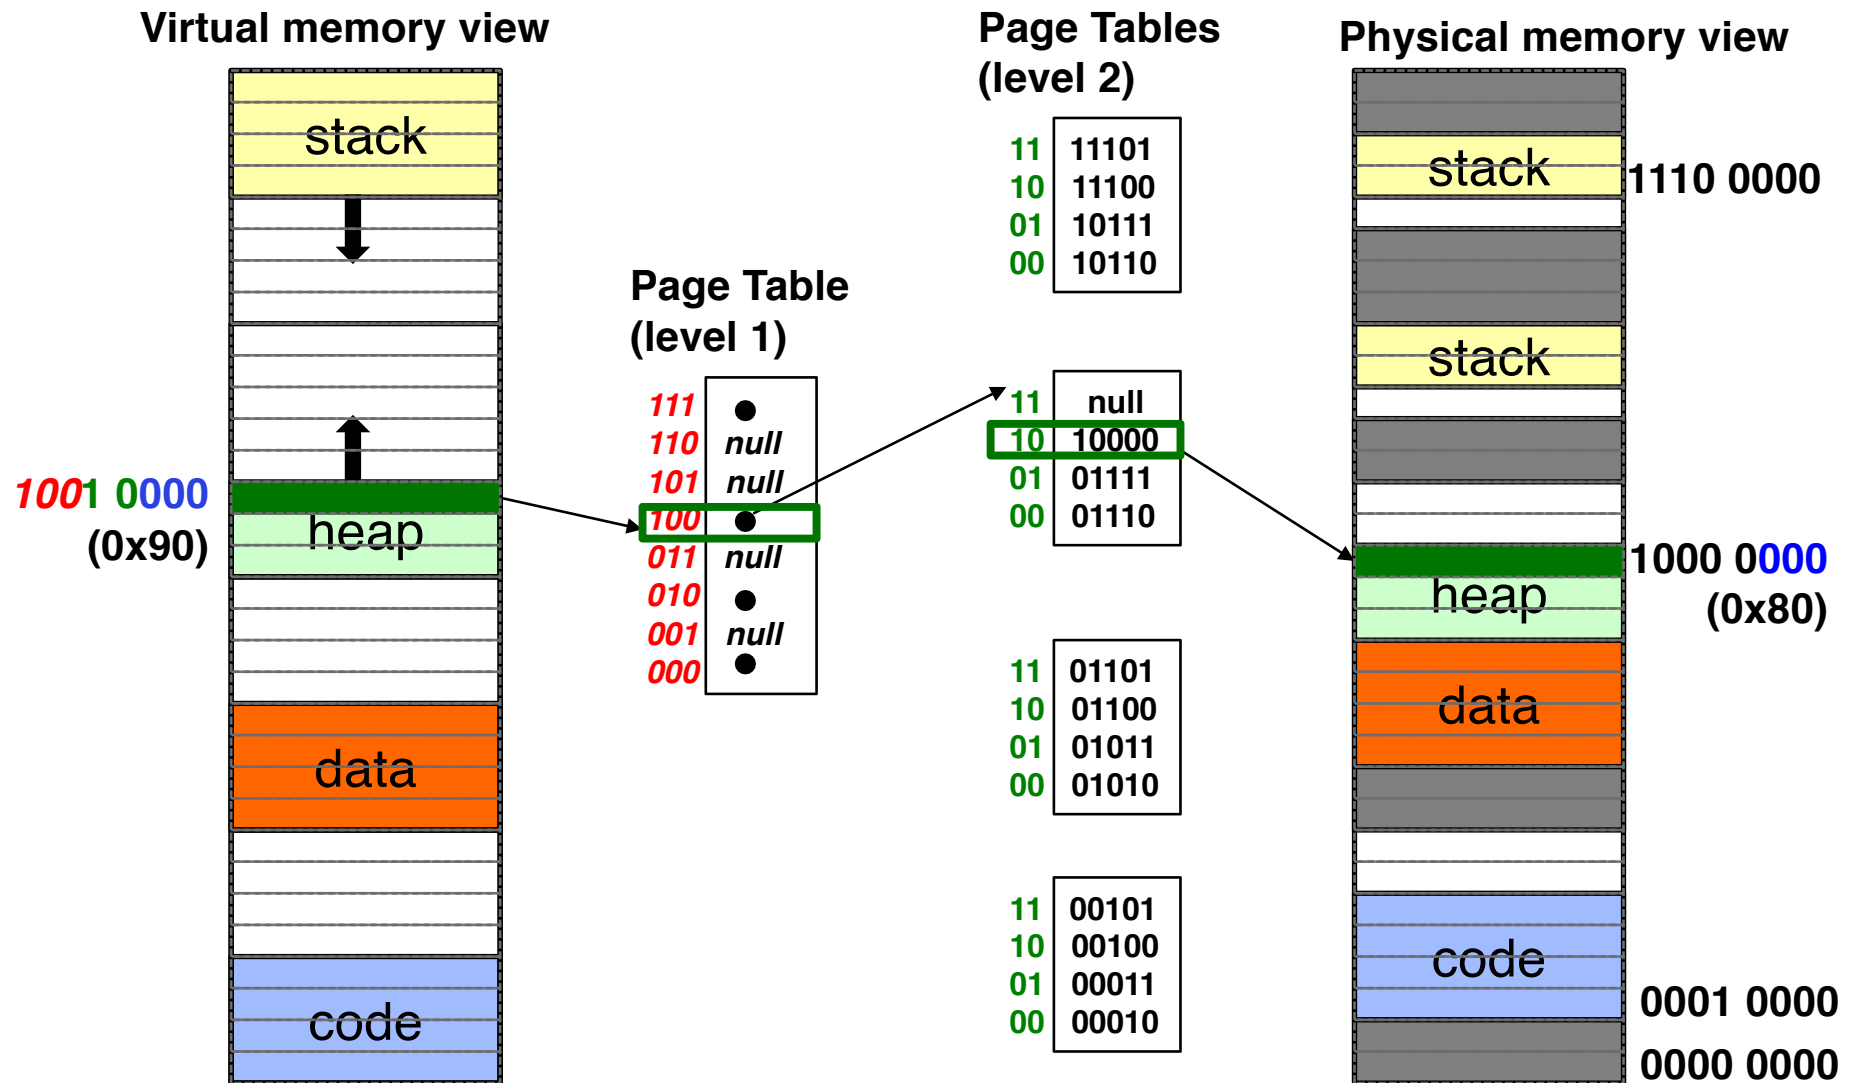 Virtual memory view
stack
1001 0000
(0x90)
heap
data
code
Page Table
(level 1)
111
110 null
101 null
100
011 null
010
001 null
000
Page Tables
(level 2)
11 11101
10 11100
01 10111
00 10110
11 null
10 10000
01 01111
00 01110
11 01101
10 01100
01 01011
00 01010
11 00101
10 00100
01 00011
00 00010
Physical memory view
stack
1110 0000
stack
1000 0000
heap
(0x80)
data
code
0001 0000
0000 0000